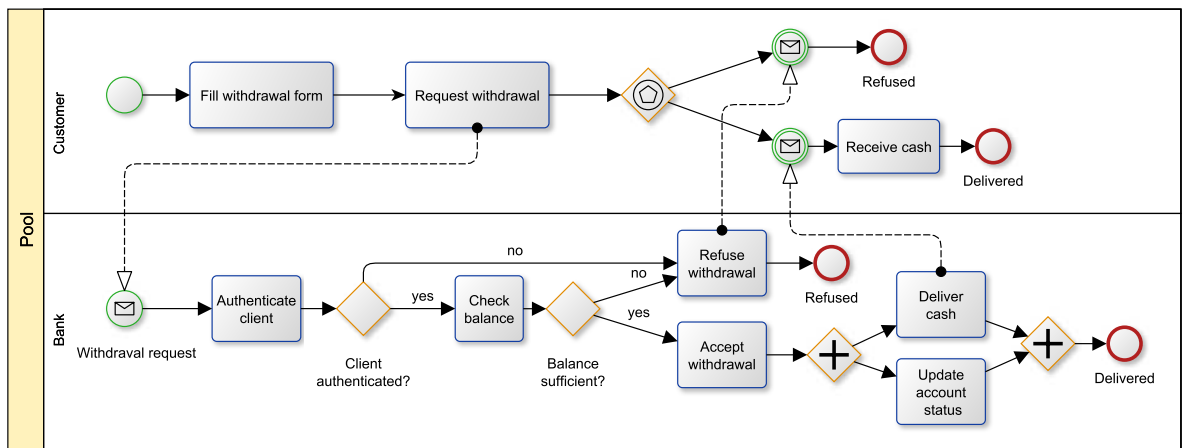 Pool
Customer
Fill withdrawal form
Request withdrawal
Refused
Receive cash
Delivered
Bank
Withdraval request
Authenticate
client
Client
authenticated?
no
yes
Check
balance
Balance
sufficient?
no
yes
Refuse
withdrawal
Refused
Accept
withdrawal
Deliver
cash
Update
account
status
Delivered